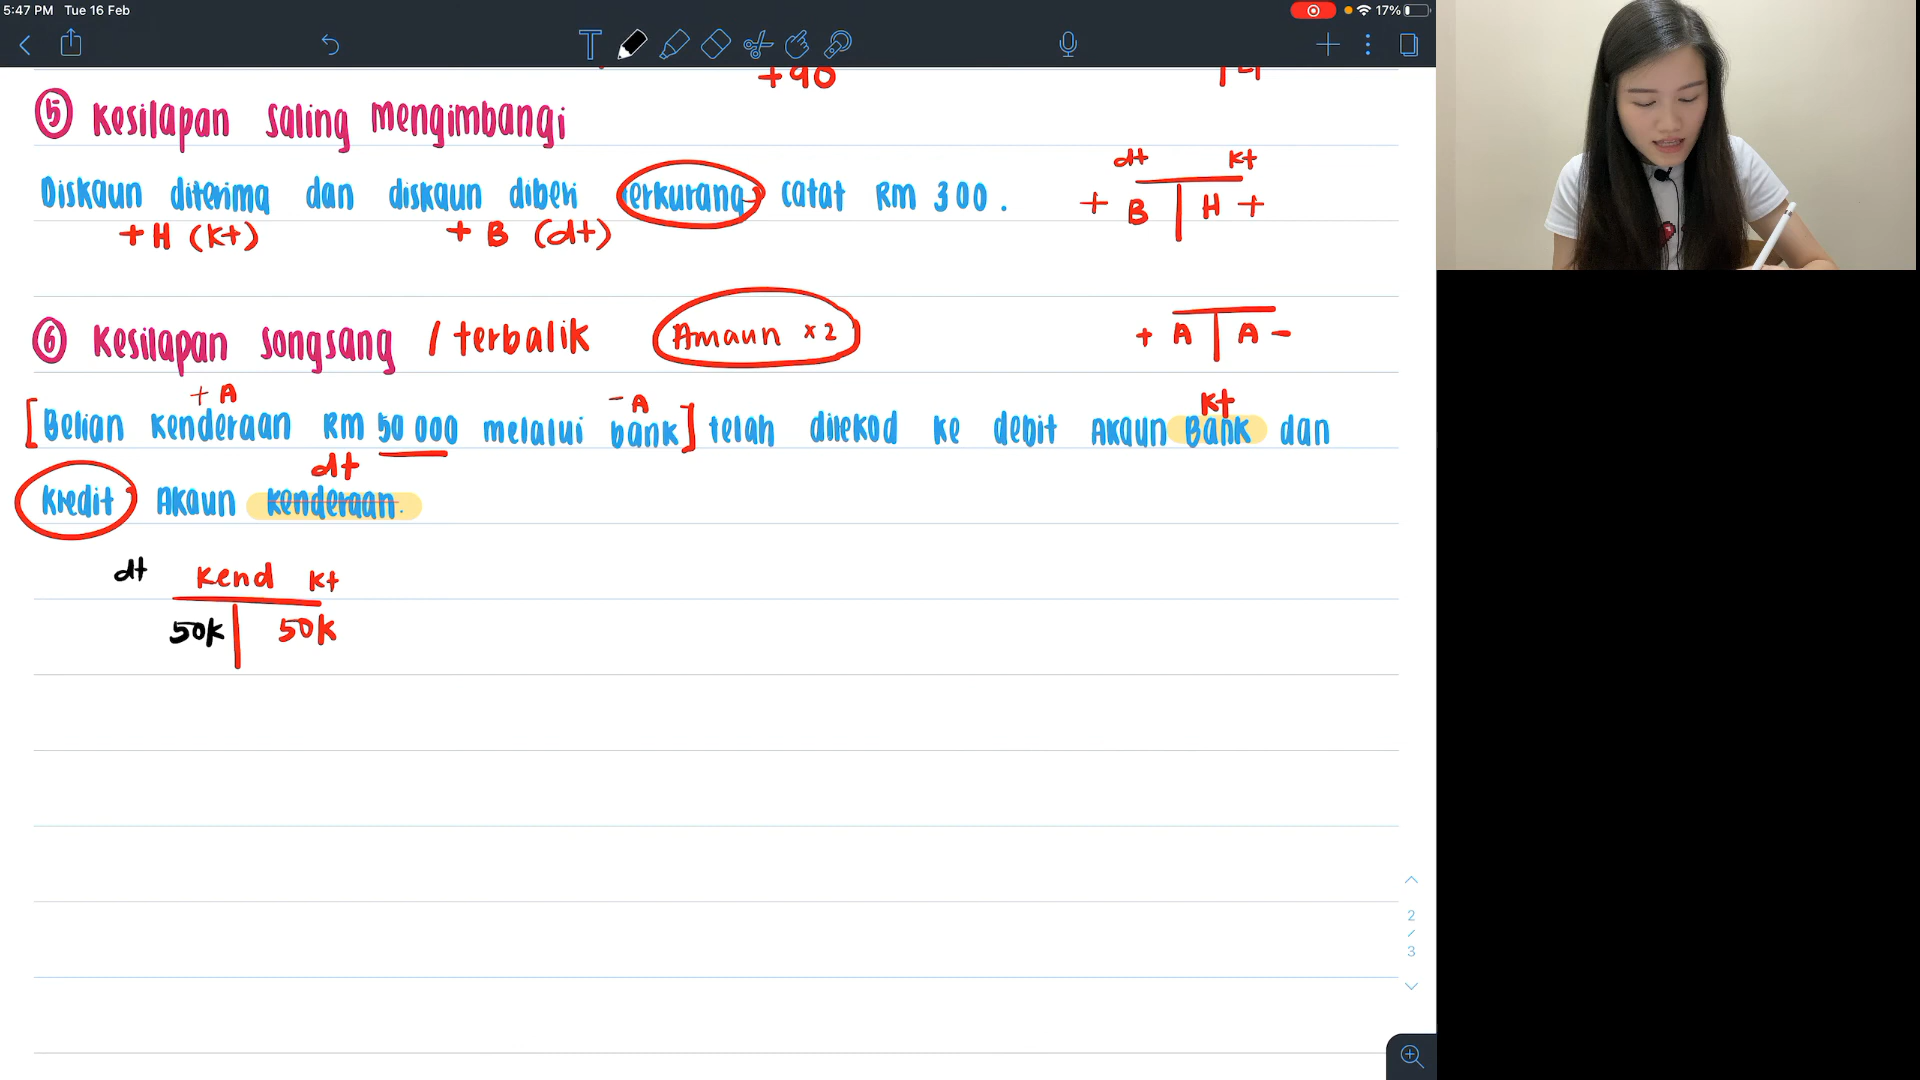 5:47 PM Tue 16 Feb
17%
+90
⑤ Kesilapan saling mengimbangi
dt kt
Diskaun diterima dan diskaun diberi terkurang catat RM 300.
+ B H +
+ H (kt) + B (dt)
⑥ Kesilapan songsang / terbalik Amaun x2
+ A A -
+ A - A kt
[Belian kenderaan RM 50 000 melalui bank] telah direkod ke debit Akaun Bank dan
dt
Kredit Akaun kenderaan.
dt Kend kt
50K 50K
2
/
3